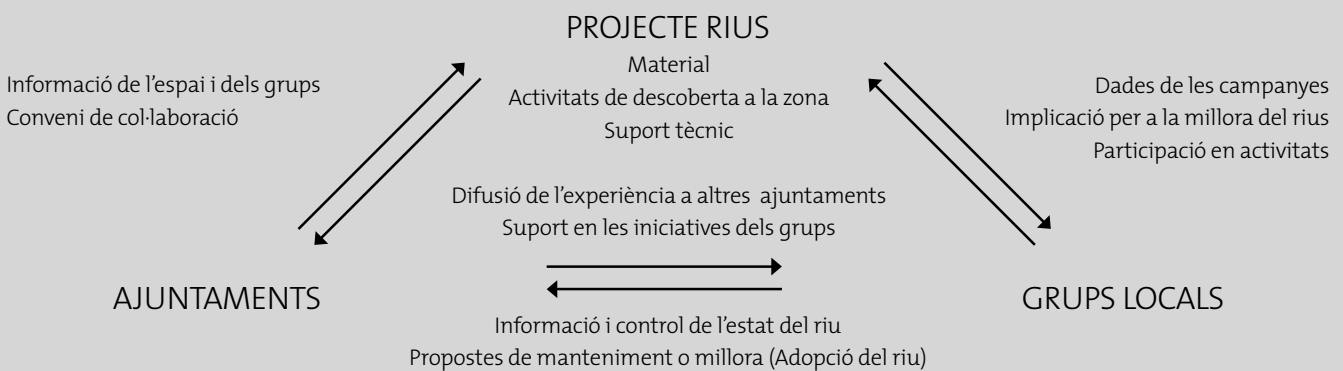 PROJECTE RIUS
Material
Activitats de descoberta a la zona
Suport tècnic
Informació de l'espai i dels grups
Conveni de col·laboració
Dades de les campanyes
Implicació per a la millora del rius
Participació en activitats
Difusió de l'experiència a altres ajuntaments
Suport en les iniciatives dels grups
AJUNTAMENTS
GRUPS LOCALS
Informació i control de l'estat del riu
Propostes de manteniment o millora (Adopció del riu)